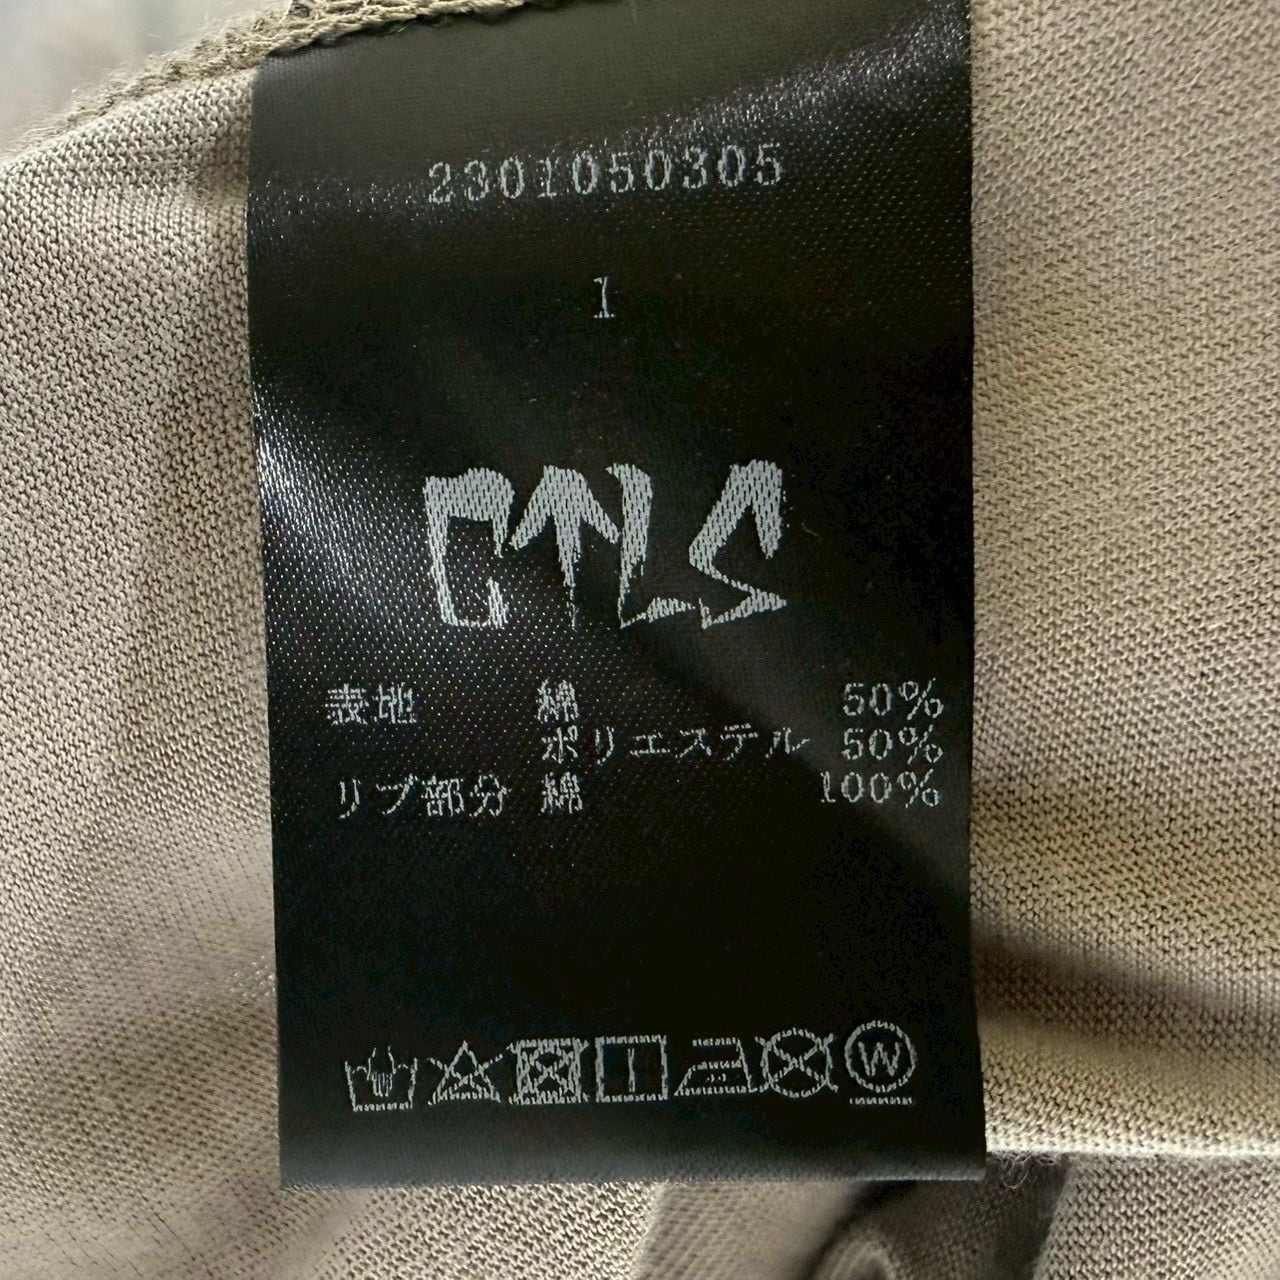 2301050305
1
CTLS
表地 綿 50%
ポリエステル 50%
リブ部分 綿 100%
W